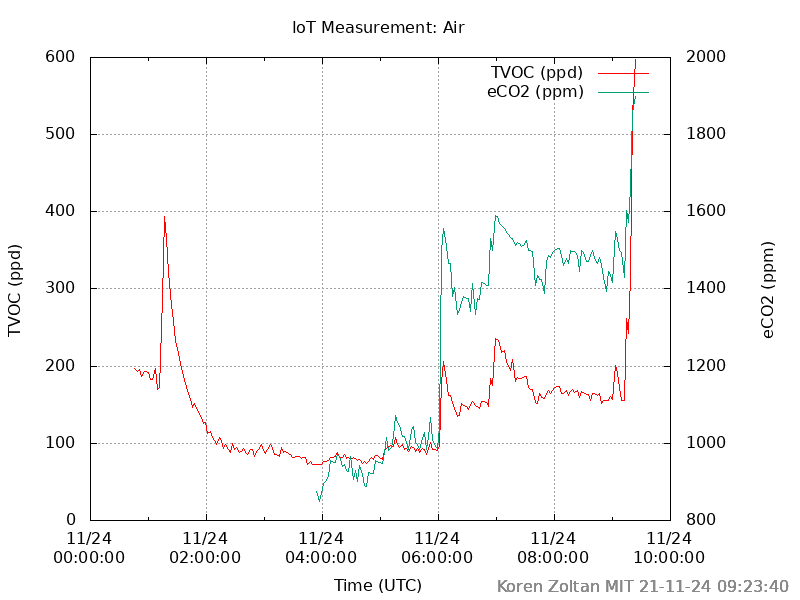 IoT Measurement: Air
600
500
400
300
200
100
0
TVOC (ppd)
TVOC (ppd)
eCO2 (ppm)
2000
1800
1600
1400
1200
1000
800
eCO2 (ppm)
11/24 11/24 11/24 11/24 11/24 11/24
00:00:00 02:00:00 04:00:00 06:00:00 08:00:00 10:00:00
Time (UTC)
Koren Zoltan MIT 21-11-24 09:23:40